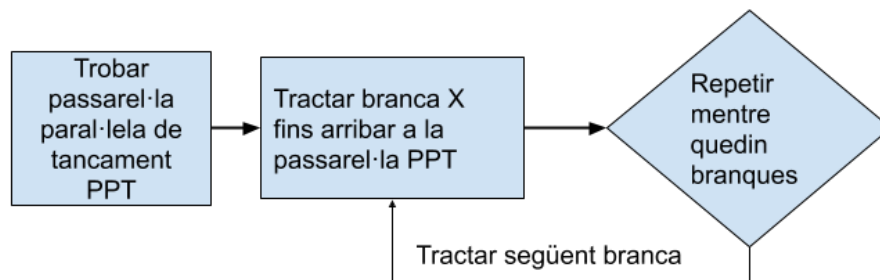 Trobar
passarel·la
paral·lela de
tancament
PPT
Tractar branca X
fins arribar a la
passarel·la PPT
Repetir
mentre
quedin
branques
Tractar següent branca